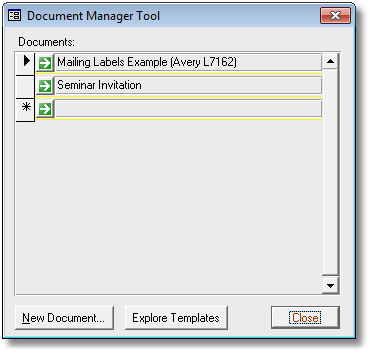 Document Manager Tool
Documents:
Mailing Labels Example (Avery L7162)
Seminar Invitation
New Document...
Explore Templates
Close